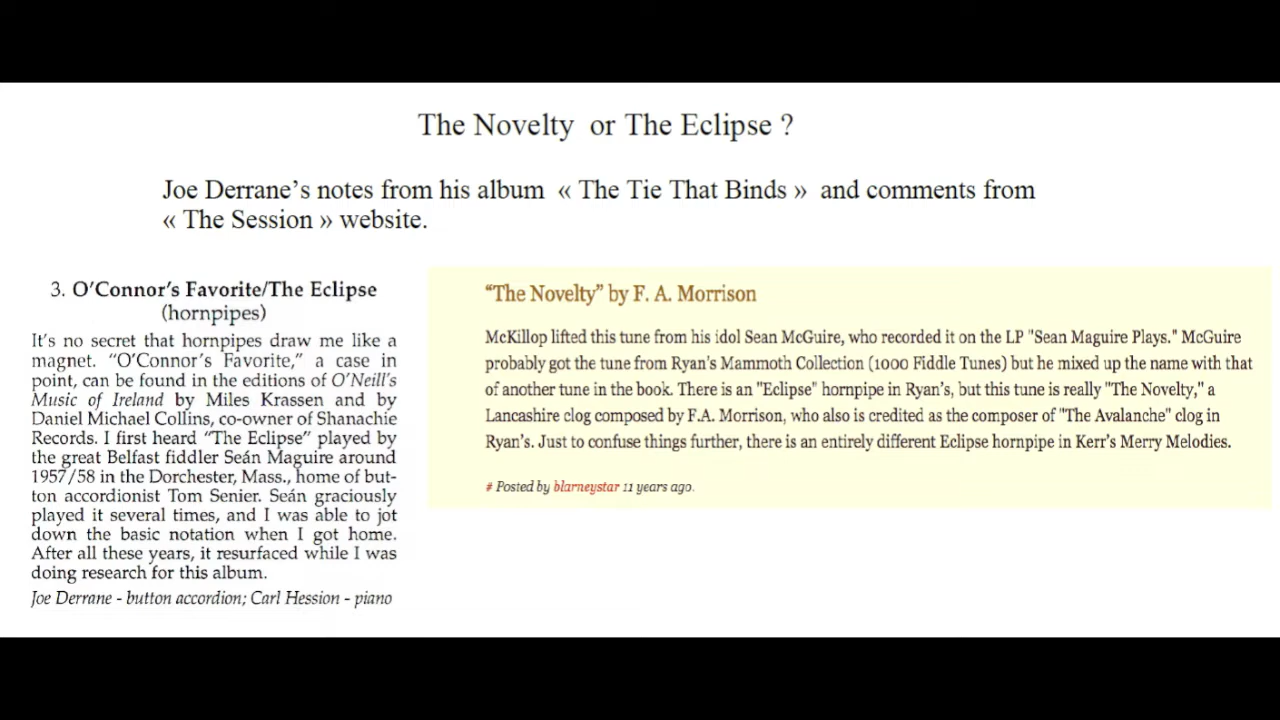 The Novelty or The Eclipse ?
Joe Derrane’s notes from his album « The Tie That Binds » and comments from
« The Session » website.
3. O’Connor’s Favorite/The Eclipse
(hornpipes)
It’s no secret that hornpipes draw me like a
magnet. “O’Connor’s Favorite,” a case in
point, can be found in the editions of O’Neill’s
Music of Ireland by Miles Krassen and by
Daniel Michael Collins, co-owner of Shanachie
Records. I first heard “The Eclipse” played by
the great Belfast fiddler Seán Maguire around
1957/58 in the Dorchester, Mass., home of but-
ton accordionist Tom Senier. Seán graciously
played it several times, and I was able to jot
down the basic notation when I got home.
After all these years, it resurfaced while I was
doing research for this album.
Joe Derrane - button accordion; Carl Hession - piano
“The Novelty” by F. A. Morrison
McKillop lifted this tune from his idol Sean McGuire, who recorded it on the LP "Sean Maguire Plays." McGuire
probably got the tune from Ryan’s Mammoth Collection (1000 Fiddle Tunes) but he mixed up the name with that
of another tune in the book. There is an "Eclipse" hornpipe in Ryan’s, but this tune is really "The Novelty," a
Lancashire clog composed by F.A. Morrison, who also is credited as the composer of "The Avalanche" clog in
Ryan’s. Just to confuse things further, there is an entirely different Eclipse hornpipe in Kerr’s Merry Melodies.
# Posted by blarneystar 11 years ago.